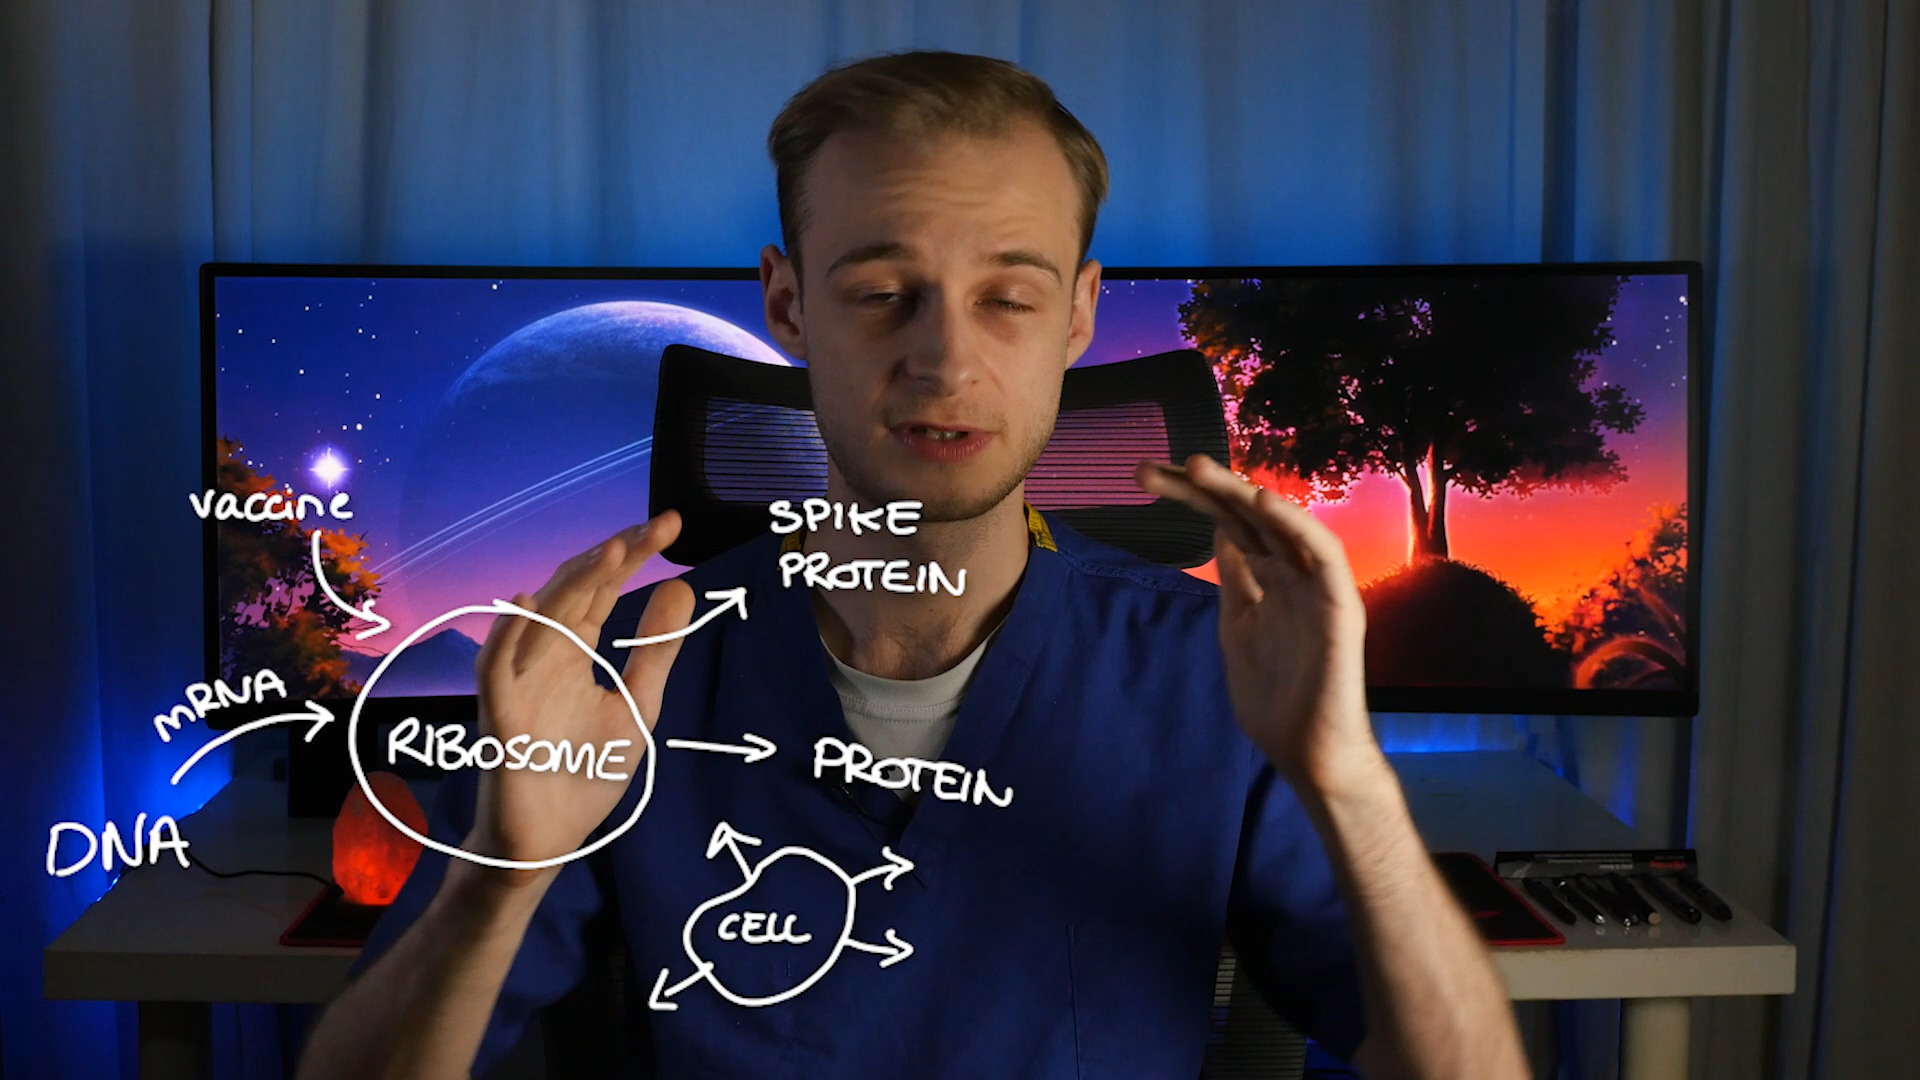 vaccine
SPIKE
PROTEIN
mRNA
RIBOSOME
PROTEIN
DNA
CELL